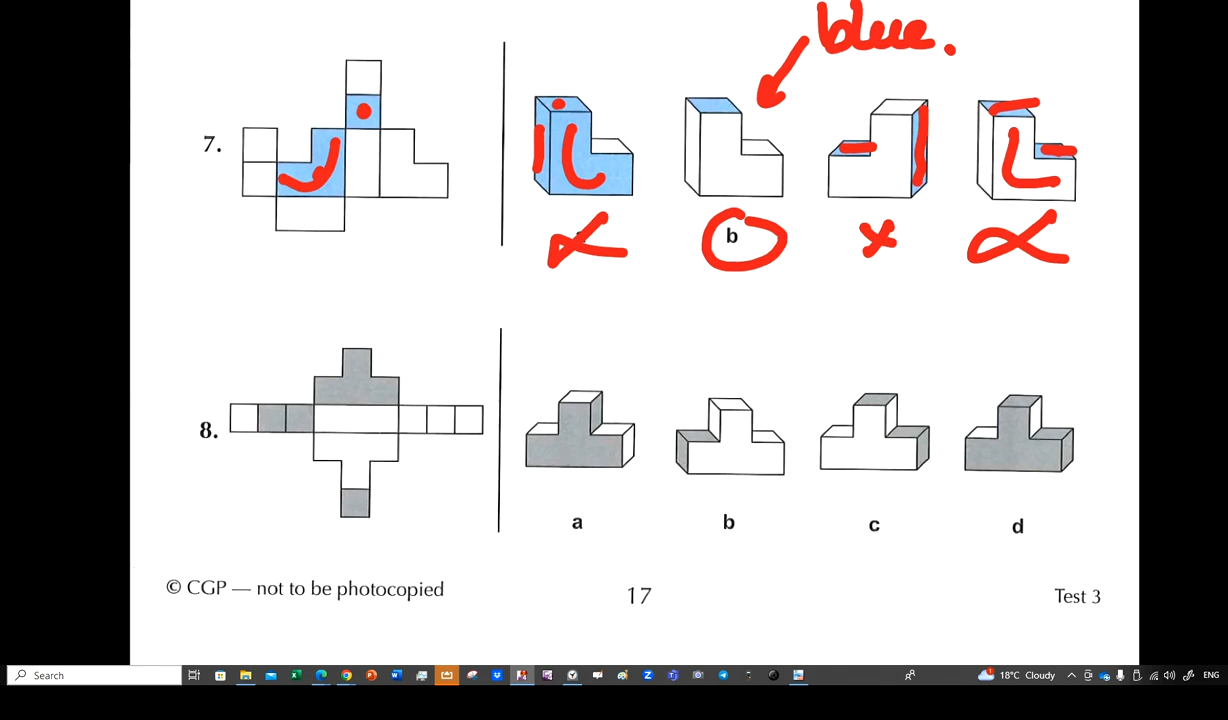 blue.
7.
b
8.
a b c d
© CGP — not to be photocopied 17 Test 3
Search 18°C Cloudy ENG